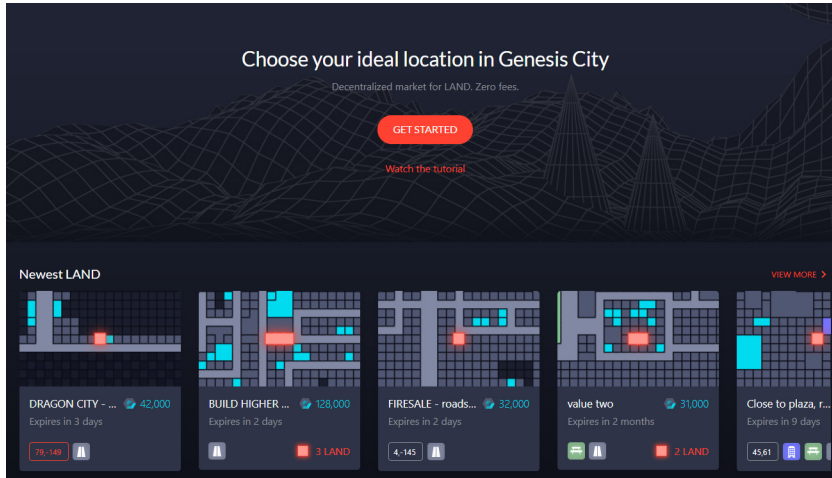 Choose your ideal location in Genesis City
Decentralized market for LAND. Zero fees.
GET STARTED
Watch the tutorial
Newest LAND
VIEW MORE
DRAGON CITY - ... 42,000
Expires in 3 days
79,-149
BUILD HIGHER ... 128,000
Expires in 2 days
3 LAND
FIRESALE - roads... 32,000
Expires in 2 days
4,-145
value two 31,000
Expires in 2 months
2 LAND
Close to plaza, r...
Expires in 9 days
45,61